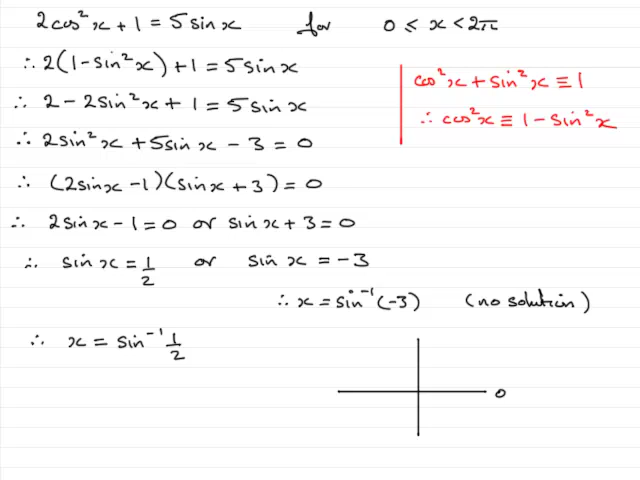 2cos²x + 1 = 5 sin x for 0 ≤ x < 2π
∴ 2(1 - sin²x) + 1 = 5 sin x
cos²x + sin²x ≡ 1
∴ 2 - 2sin²x + 1 = 5 sin x
∴ cos²x ≡ 1 - sin²x
∴ 2sin²x + 5sin x - 3 = 0
∴ (2sin x - 1)(sin x + 3) = 0
∴ 2sin x - 1 = 0 or sin x + 3 = 0
∴ sin x = 1/2 or sin x = -3
∴ x = sin⁻¹(-3) (no solution)
∴ x = sin⁻¹ 1/2
0